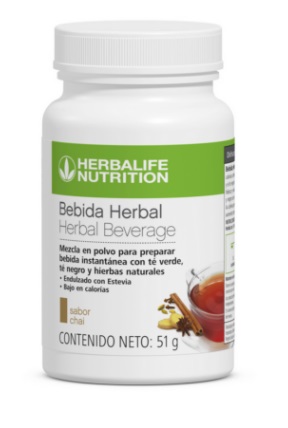 HERBALIFE
NUTRITION
Bebida Herbal
Herbal Beverage
Mezcla en polvo para preparar
bebida instantánea con té verde,
té negro y hierbas naturales
• Endulzado con Estevia
• Bajo en calorías
sabor
chai
CONTENIDO NETO: 51 g